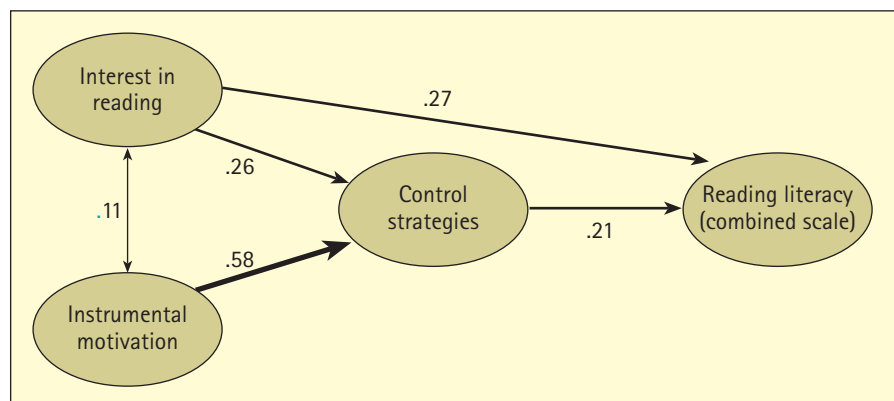 Interest in
reading
.27
.26
Control
strategies
Reading literacy
(combined scale)
.11
.21
.58
Instrumental
motivation